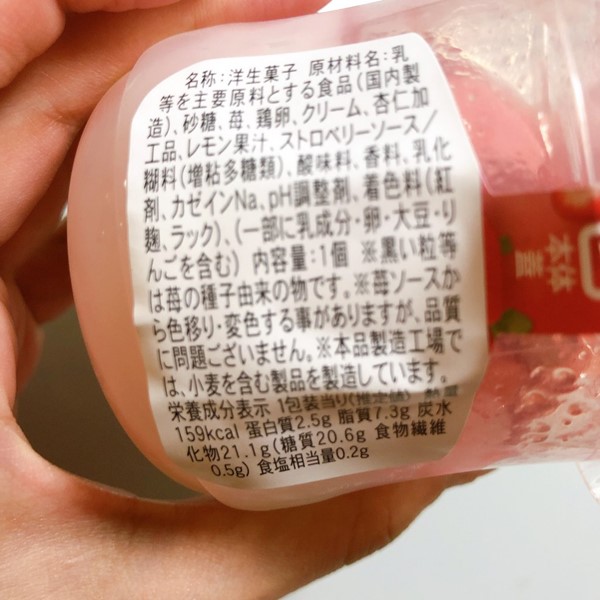 名称:洋生菓子 原材料名:乳
等を主要原料とする食品(国内製
造)、砂糖、苺、鶏卵、クリーム、杏仁加
工品、レモン果汁、ストロベリーソース/
糊料(増粘多糖類)、酸味料、香料、乳化
剤、カゼインNa、pH調整剤、着色料(紅
麹、ラック)、(一部に乳成分・卵・大豆・り
んごを含む) 内容量:1個 ※黒い粒等
は苺の種子由来の物です。※苺ソースか
ら色移り・変色する事がありますが、品質
に問題ございません。※本品製造工場で
は、小麦を含む製品を製造しています。
栄養成分表示 1包装当り(推定値) 熱量
159kcal 蛋白質2.5g 脂質7.3g 炭水
化物21.1g(糖質20.6g 食物繊維
0.5g) 食塩相当量0.2g
本体
蓋